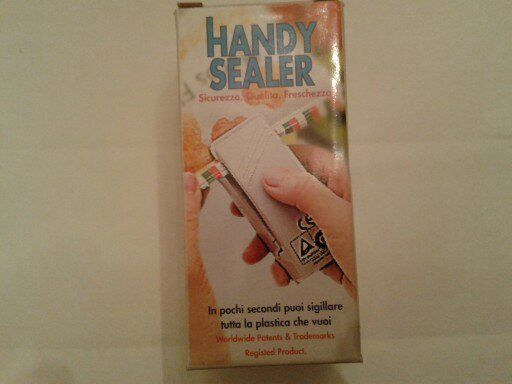 HANDY
SEALER
Sicurezza, Qualita, Freschezza
In pochi secondi puoi sigillare
tutta la plastica che vuoi
Worldwide Patents & Trademarks
Registed Product.